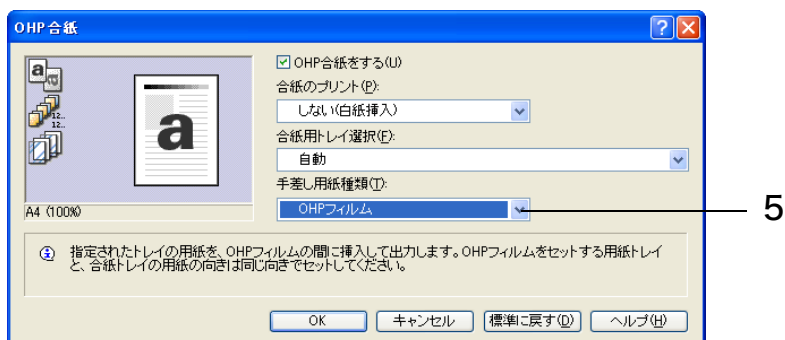 OHP合紙
OHP合紙をする(U)
合紙のプリント(P):
しない(白紙挿入)
合紙用トレイ選択(F):
自動
手差し用紙種類(T):
OHPフィルム
5
a
12..
12..
a
A4 (100%)
指定されたトレイの用紙を、OHPフィルムの間に挿入して出力します。OHPフィルムをセットする用紙トレイ
と、合紙トレイの用紙の向きは同じ向きでセットしてください。
OK キャンセル 標準に戻す(D) ヘルプ(H)